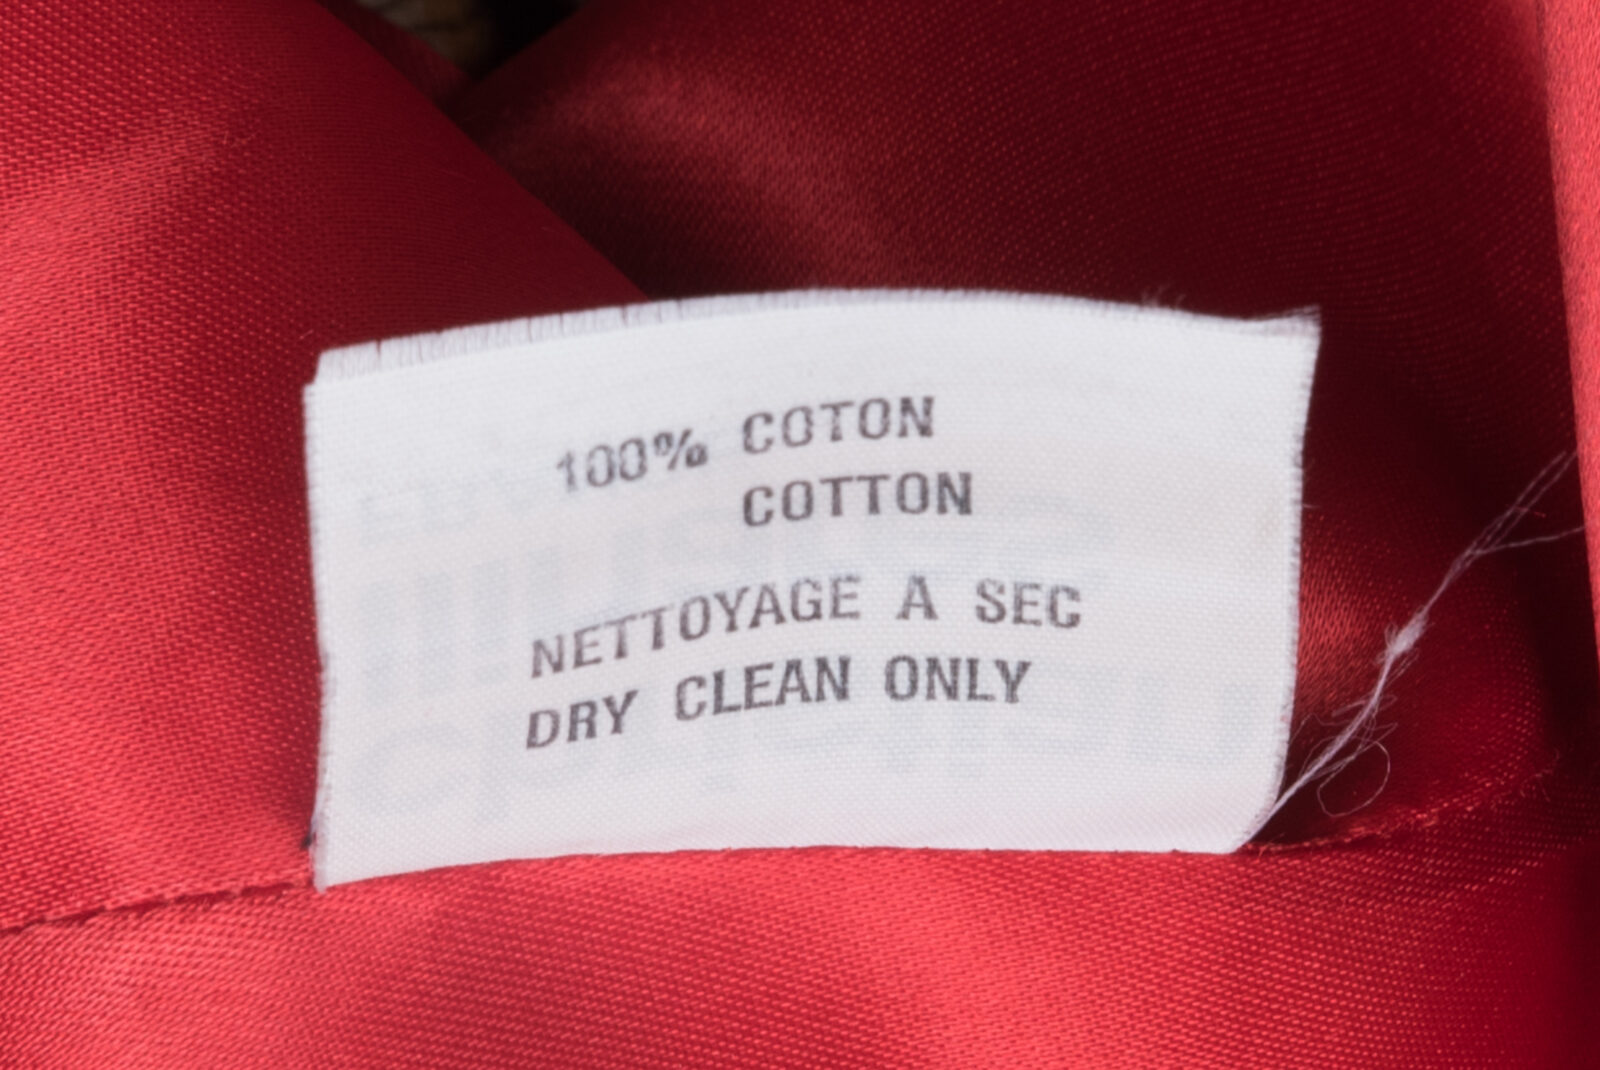 100% COTON
COTTON
NETTOYAGE A SEC
DRY CLEAN ONLY